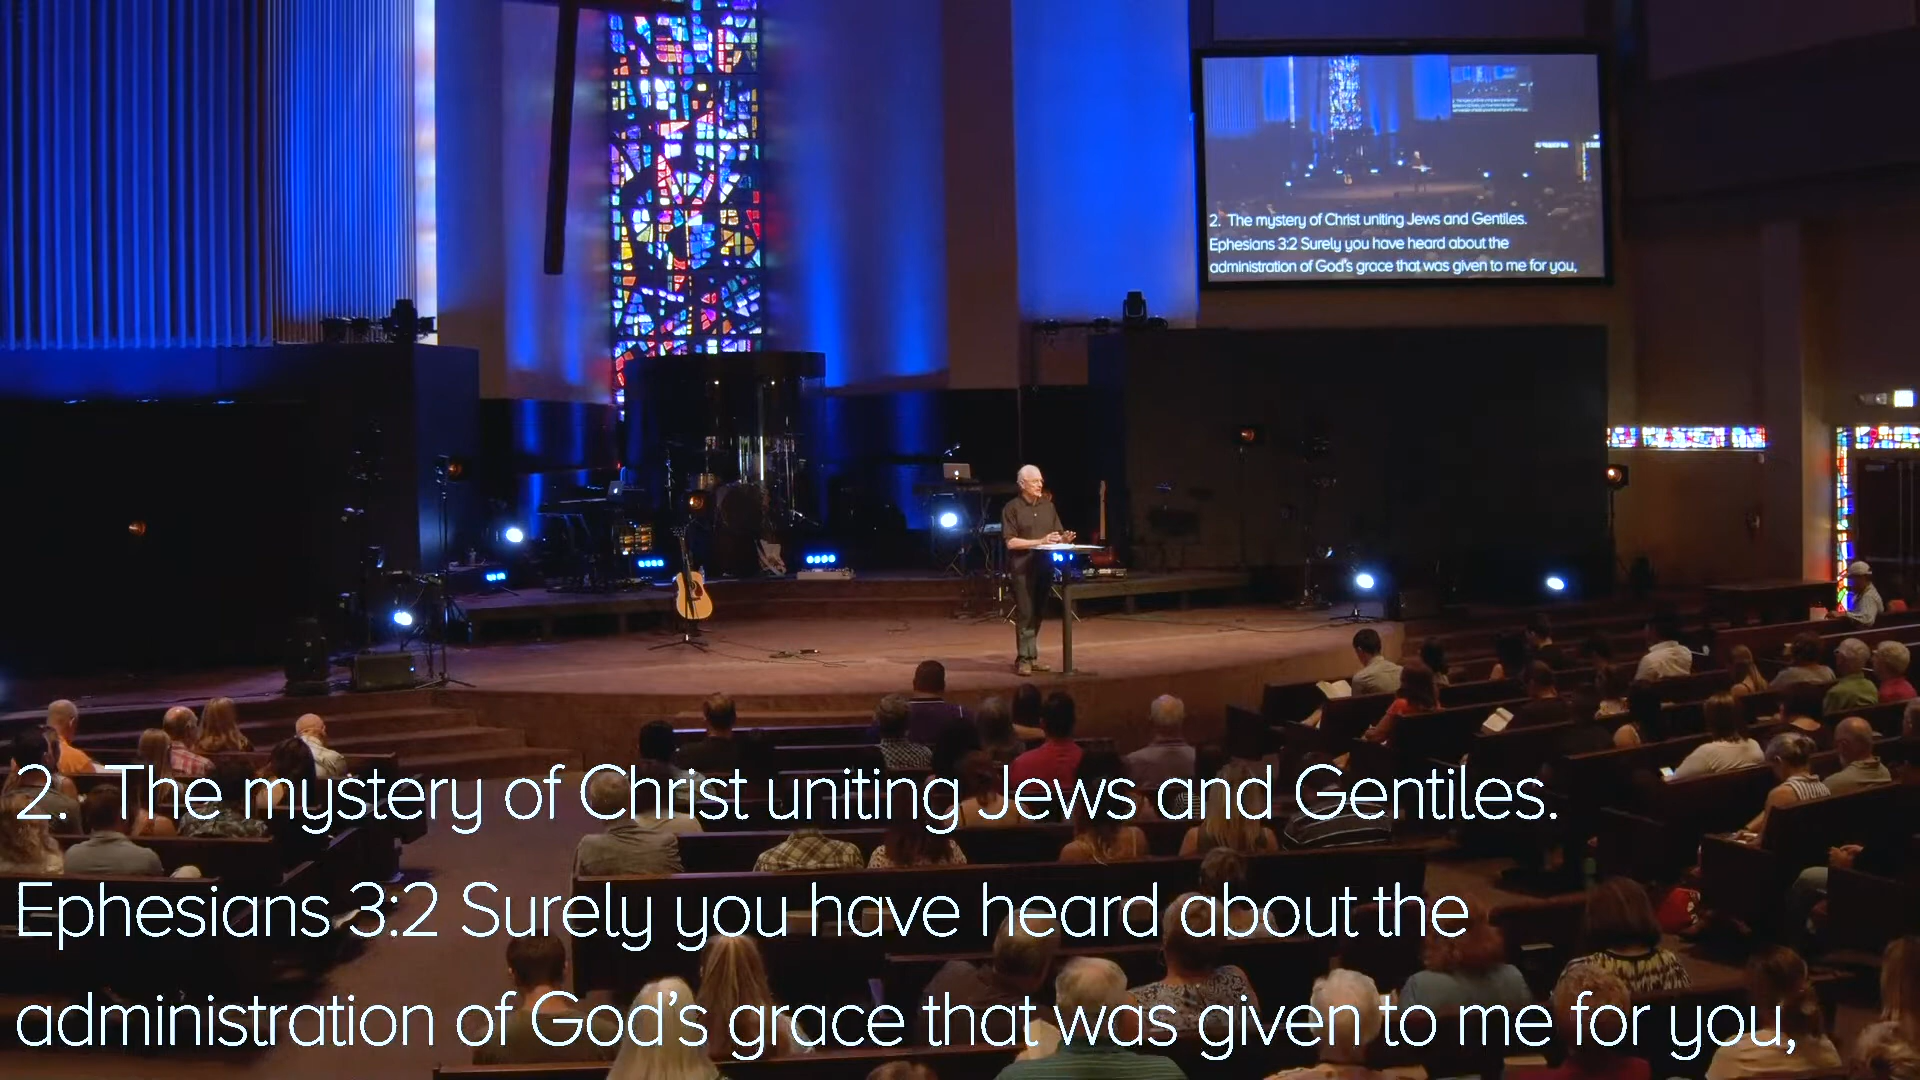 2. The mystery of Christ uniting Jews and Gentiles.
Ephesians 3:2 Surely you have heard about the
administration of God's grace that was given to me for you,
2. The mystery of Christ uniting Jews and Gentiles.
Ephesians 3:2 Surely you have heard about the
administration of God’s grace that was given to me for you,